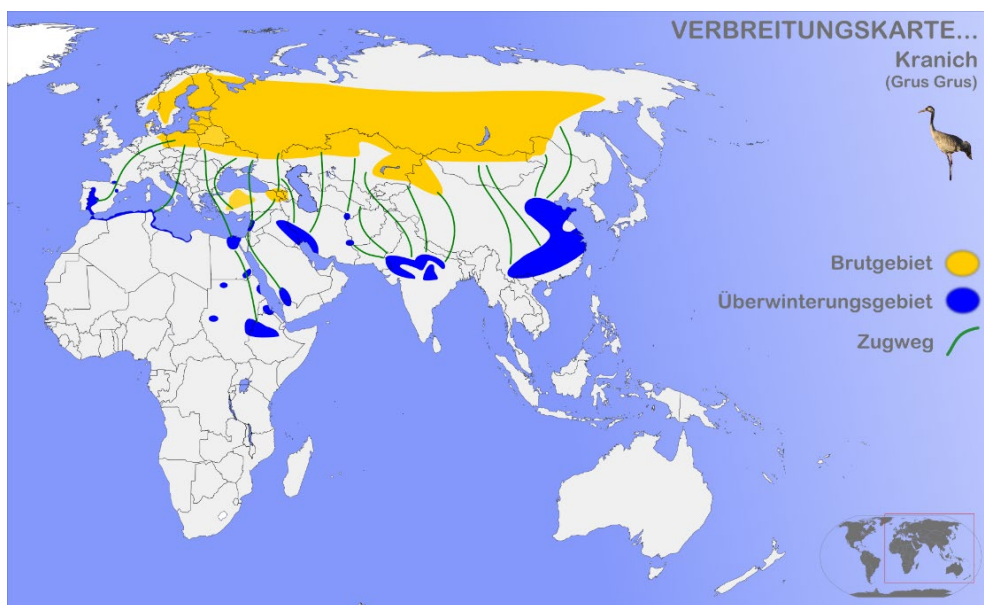 VERBREITUNGSKARTE...
Kranich
(Grus Grus)
Brutgebiet
Überwinterungsgebiet
Zugweg